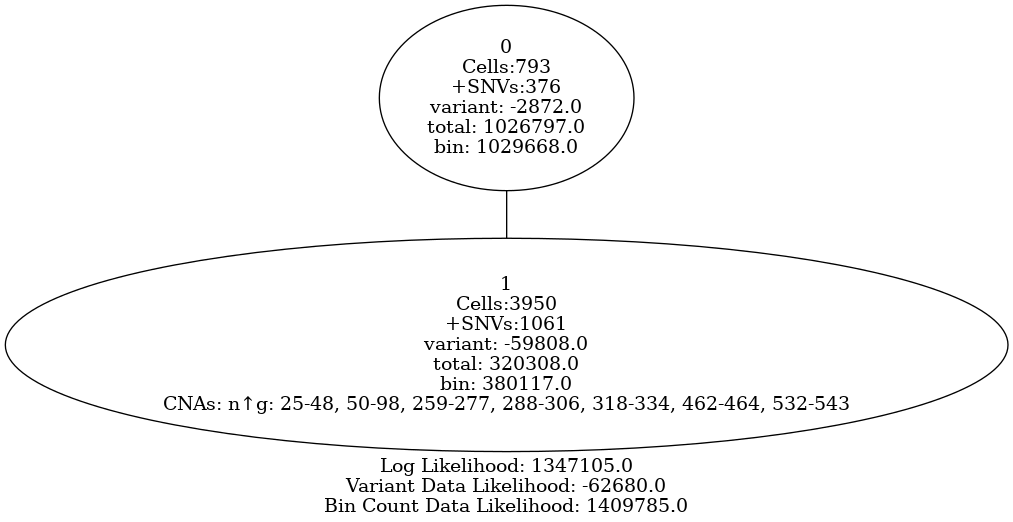 0
Cells:793
+SNVs:376
variant: -2872.0
total: 1026797.0
bin: 1029668.0
1
Cells:3950
+SNVs:1061
variant: -59808.0
total: 320308.0
bin: 380117.0
CNAs: n↑g: 25-48, 50-98, 259-277, 288-306, 318-334, 462-464, 532-543
Log Likelihood: 1347105.0
Variant Data Likelihood: -62680.0
Bin Count Data Likelihood: 1409785.0